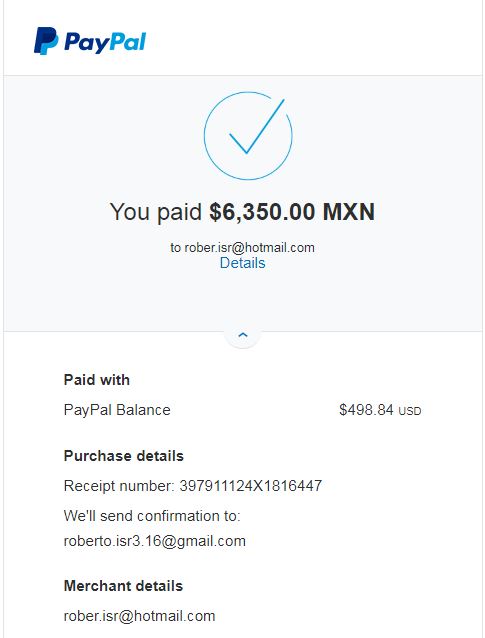 PayPal
You paid $6,350.00 MXN
to rober.isr@hotmail.com
Details
Paid with
PayPal Balance $498.84 USD
Purchase details
Receipt number: 397911124X1816447
We'll send confirmation to:
roberto.isr3.16@gmail.com
Merchant details
rober.isr@hotmail.com